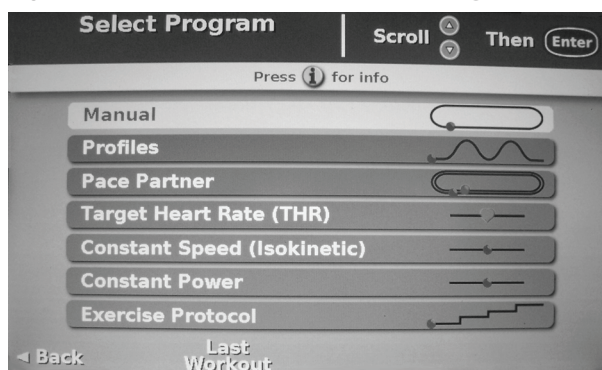 Select Program
Scroll Then Enter
Press i for info
Manual
Profiles
Pace Partner
Target Heart Rate (THR)
Constant Speed (Isokinetic)
Constant Power
Exercise Protocol
Back
Last
Workout